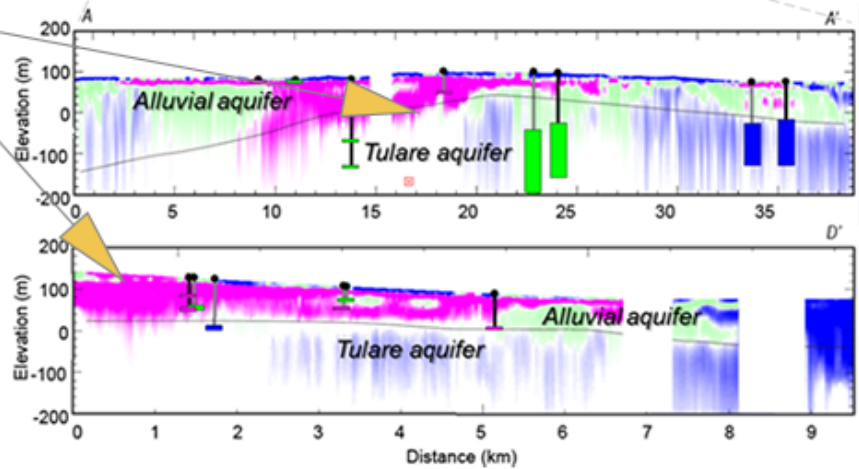 A A'
200
100
0
-100
-200
Elevation (m)
Alluvial aquifer
Tulare aquifer
0 5 10 15 20 25 30 35
D'
200
100
0
-100
-200
Elevation (m)
Alluvial aquifer
Tulare aquifer
0 1 2 3 4 5 6 7 8 9
Distance (km)